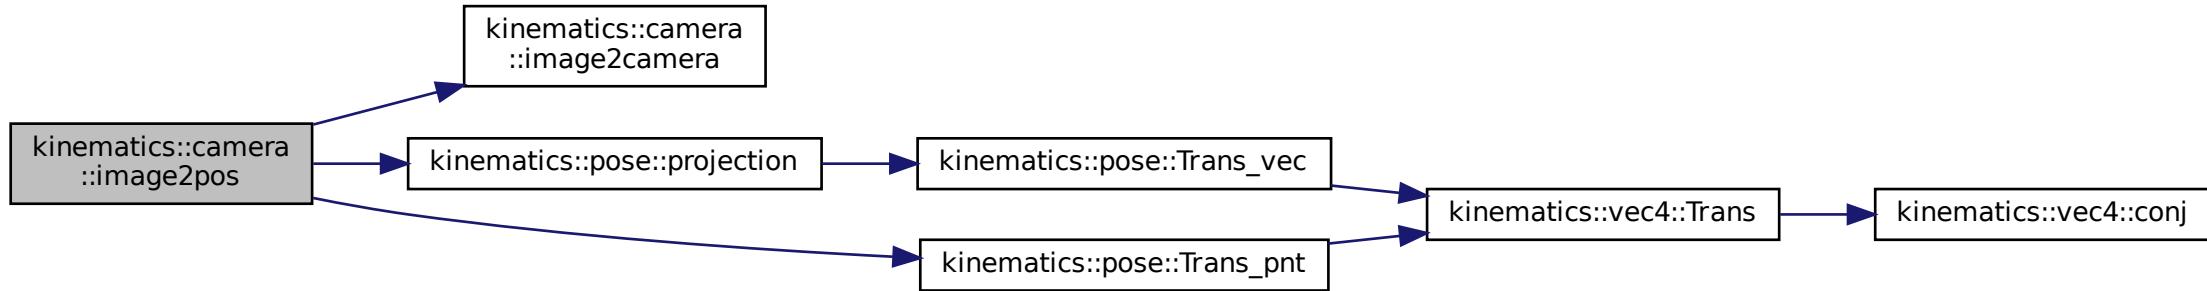 kinematics::camera
::image2pos
kinematics::camera
::image2camera
kinematics::pose::projection
kinematics::pose::Trans_vec
kinematics::pose::Trans_pnt
kinematics::vec4::Trans
kinematics::vec4::conj